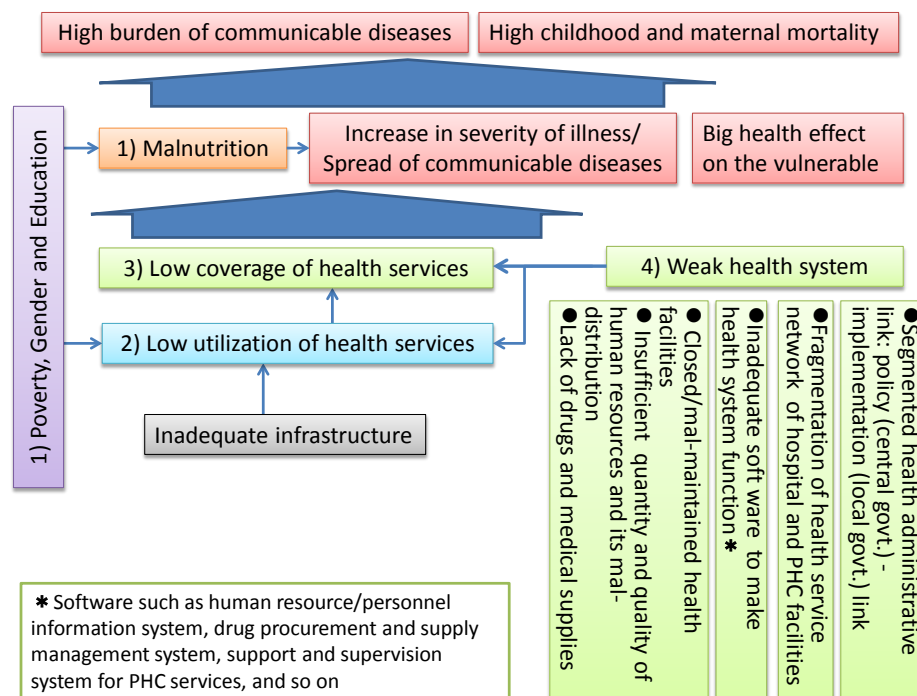 High burden of communicable diseases
High childhood and maternal mortality
1) Poverty, Gender and Education
1) Malnutrition
Increase in severity of illness/
Spread of communicable diseases
Big health effect
on the vulnerable
3) Low coverage of health services
4) Weak health system
2) Low utilization of health services
Inadequate infrastructure
●Segmented health administrative
link: policy (central govt.) -
implementation (local govt.) link
●Fragmentation of health service
network of hospital and PHC facilities
●Inadequate soft ware to make
health system function*
● Closed/mal-maintained health
facilities
● Insufficient quantity and quality of
human resources and its mal-
distribution
●Lack of drugs and medical supplies
* Software such as human resource/personnel
information system, drug procurement and supply
management system, support and supervision
system for PHC services, and so on